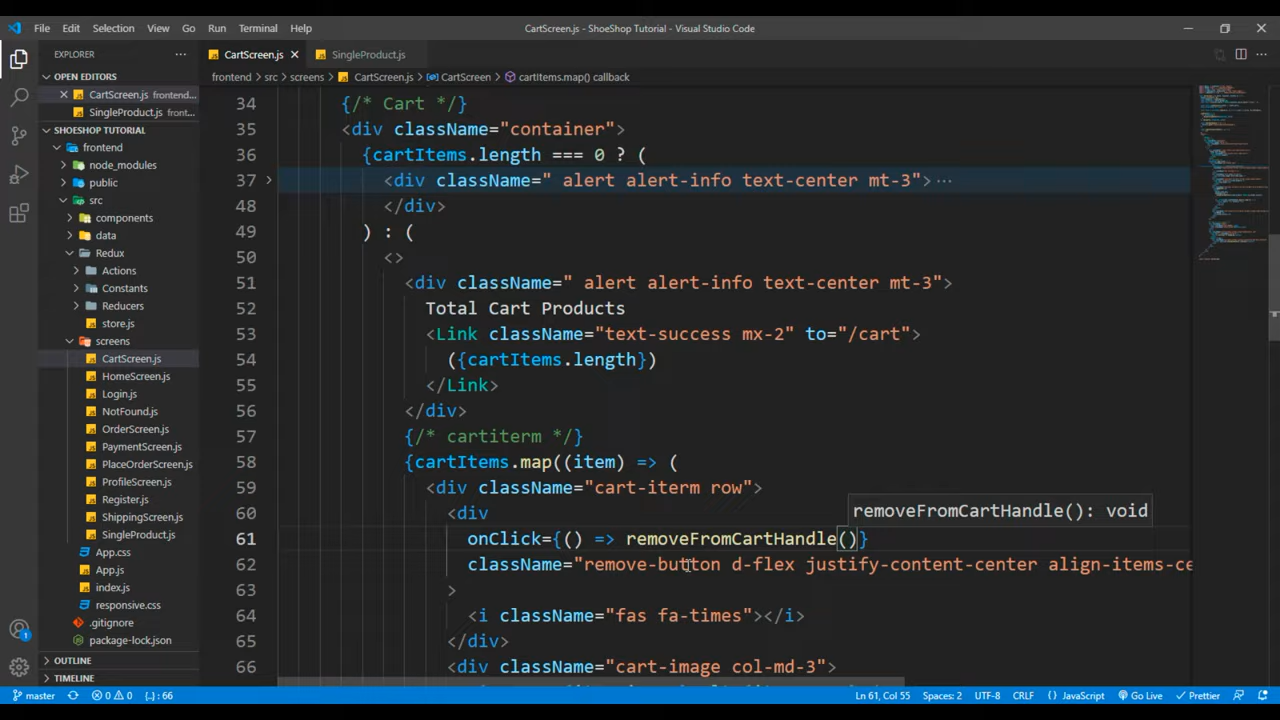 File Edit Selection View Go Run Terminal Help CartScreen.js - ShoeShop Tutorial - Visual Studio Code
EXPLORER
OPEN EDITORS
CartScreen.js frontend...
SingleProduct.js front...
SHOESHOP TUTORIAL
frontend
node_modules
public
src
components
data
Redux
Actions
Constants
Reducers
store.js
screens
CartScreen.js
HomeScreen.js
Login.js
NotFound.js
OrderScreen.js
PaymentScreen.js
PlaceOrderScreen.js
ProfileScreen.js
Register.js
ShippingScreen.js
SingleProduct.js
App.css
App.js
index.js
responsive.css
.gitignore
package-lock.json
OUTLINE
TIMELINE
CartScreen.js SingleProduct.js
frontend > src > screens > CartScreen.js > CartScreen > cartItems.map() callback
34 {/* Cart */}
35 <div className="container">
36 {cartItems.length === 0 ? (
37 <div className=" alert alert-info text-center mt-3">...
48 </div>
49 ) : (
50 <>
51 <div className=" alert alert-info text-center mt-3">
52 Total Cart Products
53 <Link className="text-success mx-2" to="/cart">
54 ({cartItems.length})
55 </Link>
56 </div>
57 {/* cartiterm */}
58 {cartItems.map((item) => (
59 <div className="cart-iterm row">
60 <div
removeFromCartHandle(): void
61 onClick={() => removeFromCartHandle()}
62 className="remove-button d-flex justify-content-center align-items-ce
63 >
64 <i className="fas fa-times"></i>
65 </div>
66 <div className="cart-image col-md-3">
master 0 0 {..} : 66 Ln 61, Col 55 Spaces: 2 UTF-8 CRLF JavaScript Go Live Prettier
1